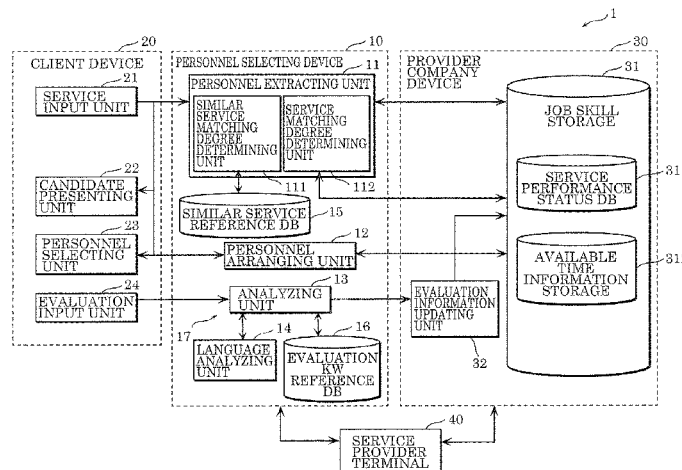 1
20
CLIENT DEVICE
21
SERVICE
INPUT UNIT
22
CANDIDATE
PRESENTING
UNIT
23
PERSONNEL
SELECTING
UNIT
24
EVALUATION
INPUT UNIT
10
PERSONNEL SELECTING DEVICE
11
PERSONNEL EXTRACTING UNIT
SIMILAR
SERVICE
MATCHING
DEGREE
DETERMINING
UNIT
SERVICE
MATCHING
DEGREE
DETERMINING
UNIT
111
112
SIMILAR SERVICE
REFERENCE DB
15
12
PERSONNEL
ARRANGING UNIT
13
ANALYZING
UNIT
17
14
LANGUAGE
ANALYZING
UNIT
16
EVALUATION
KW
REFERENCE
DB
30
PROVIDER
COMPANY
DEVICE
31
JOB SKILL
STORAGE
SERVICE
PERFORMANCE
STATUS DB
31
AVAILABLE
TIME
INFORMATION
STORAGE
311
EVALUATION
INFORMATION
UPDATING
UNIT
32
40
SERVICE
PROVIDER
TERMINAL